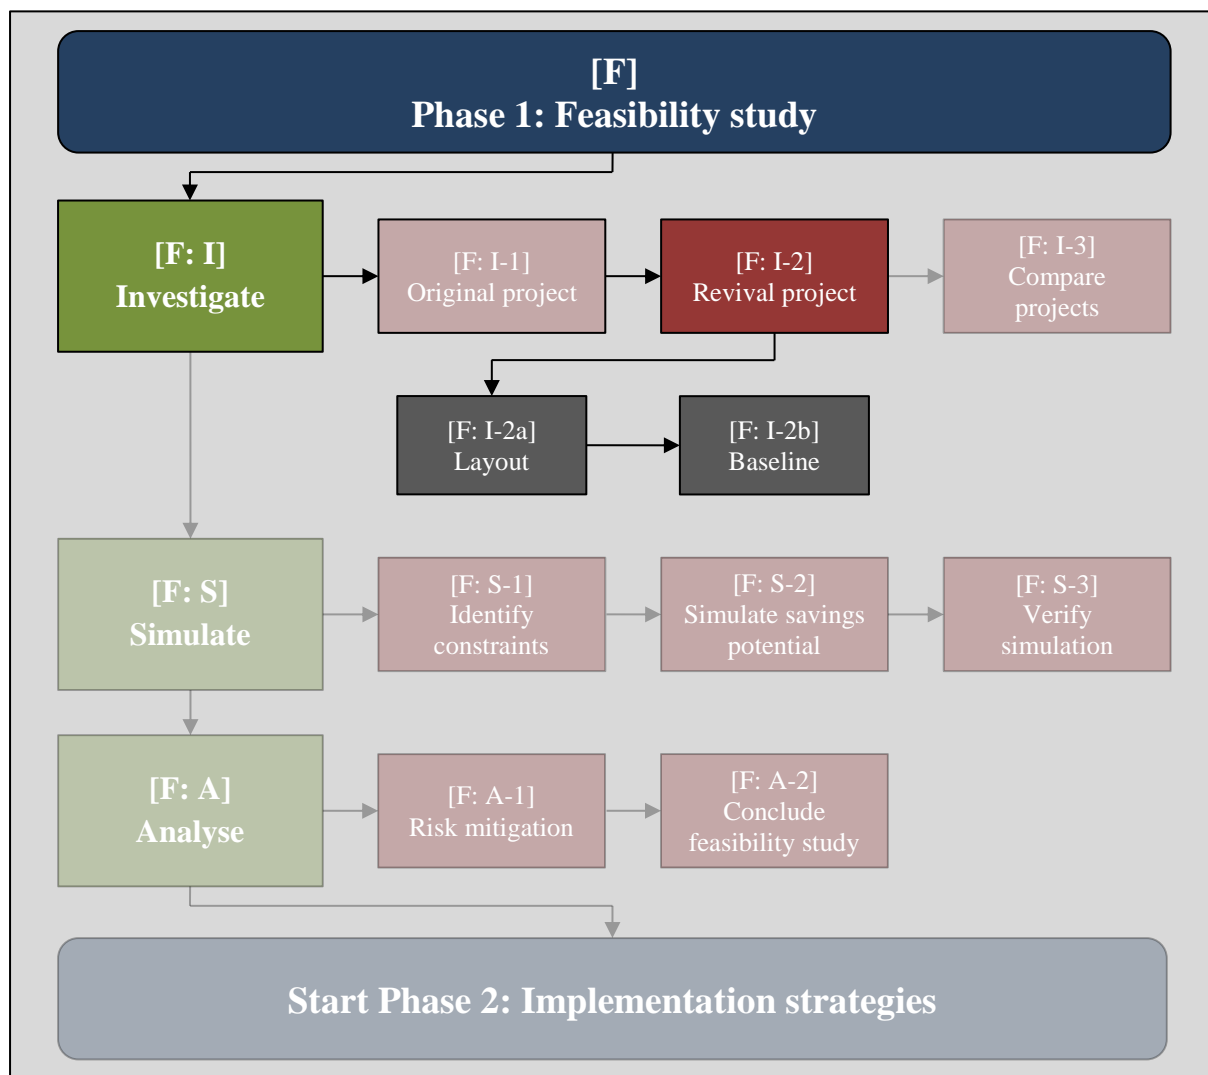 [F]
Phase 1: Feasibility study
[F: I]
Investigate
[F: I-1]
Original project
[F: I-2]
Revival project
[F: I-3]
Compare
projects
[F: I-2a]
Layout
[F: I-2b]
Baseline
[F: S]
Simulate
[F: S-1]
Identify
constraints
[F: S-2]
Simulate savings
potential
[F: S-3]
Verify
simulation
[F: A]
Analyse
[F: A-1]
Risk mitigation
[F: A-2]
Conclude
feasibility study
Start Phase 2: Implementation strategies